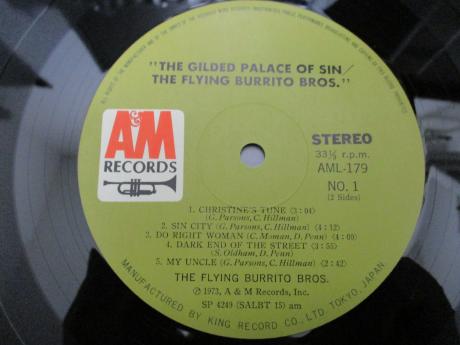 "THE GILDED PALACE OF SIN/
THE FLYING BURRITO BROS."
A&M
RECORDS
STEREO
33⅓ r.p.m.
AML-179
NO. 1
(2 Sides)
1. CHRISTINE'S TUNE (3:04)
(G. Parsons, C. Hillman)
2. SIN CITY (G. Parsons, C. Hillman) (4:12)
3. DO RIGHT WOMAN (C. Moman, D. Penn) (4:09)
4. DARK END OF THE STREET (3:55)
(S. Oldham, D. Penn)
5. MY UNCLE (G. Parsons, C. Hillman) (2:42)
THE FLYING BURRITO BROS.
℗1973, A & M Records, Inc.
SP 4249 (SALBT 15) am
MANUFACTURED BY KING RECORD CO., LTD TOKYO, JAPAN.